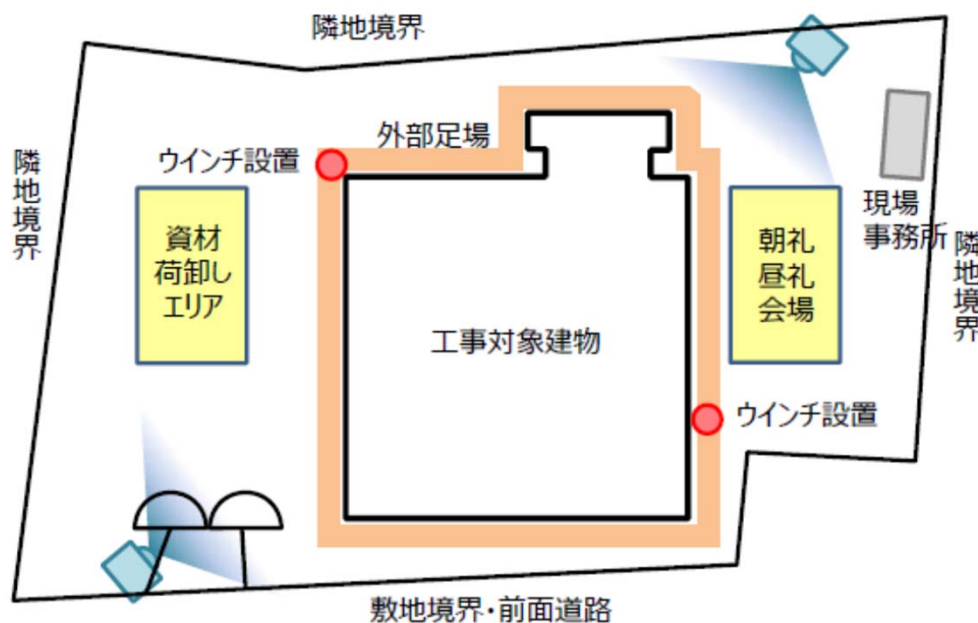 隣地境界
隣地境界
外部足場
ウインチ設置
資材
荷卸し
エリア
工事対象建物
朝礼
昼礼
会場
現場
事務所
隣地境界
ウインチ設置
敷地境界・前面道路